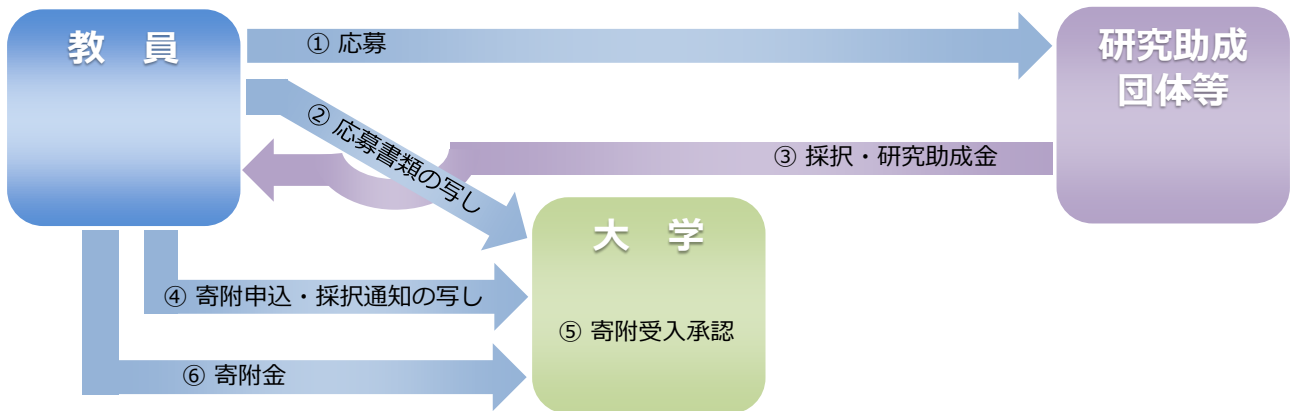 教　員
① 応募
研究助成
団体等
② 応募書類の写し
③ 採択・研究助成金
大　学
④ 寄附申込・採択通知の写し
⑤ 寄附受入承認
⑥ 寄附金